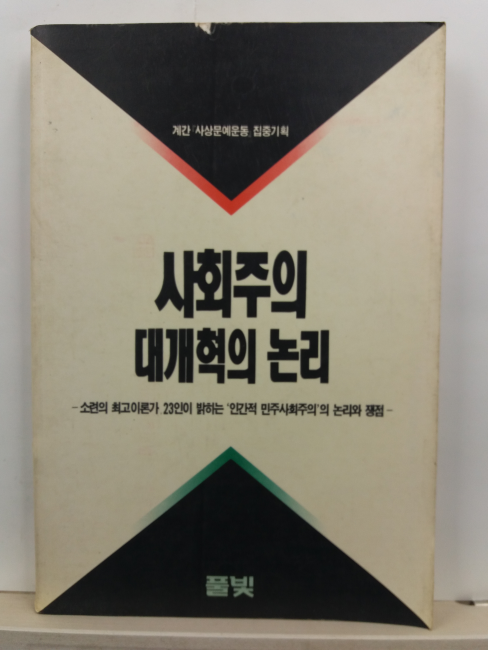 계간 「사상문예운동」 집중기획
사회주의
대개혁의 논리
- 소련의 최고이론가 23인이 밝히는 '인간적 민주사회주의'의 논리와 쟁점 -
풀빛